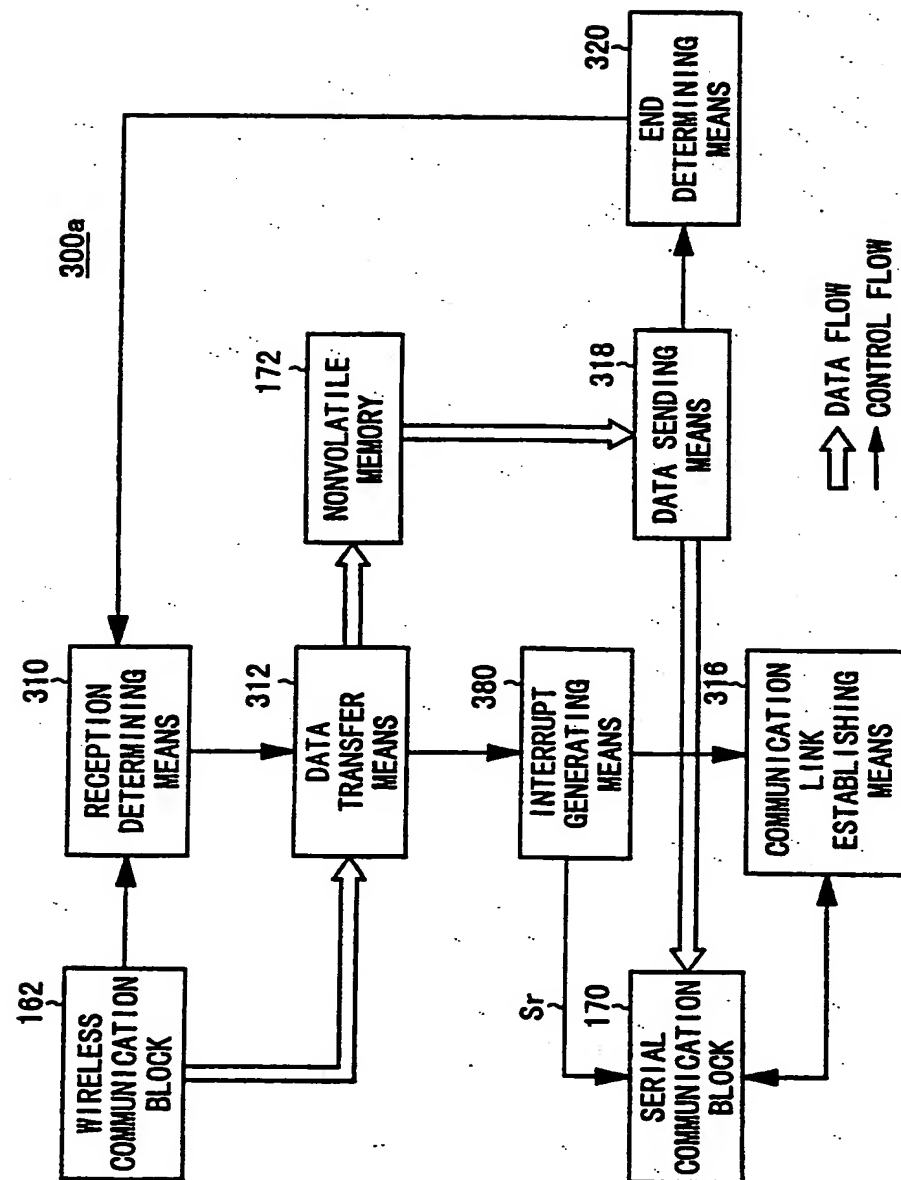 300a
162
WIRELESS
COMMUNICATION
BLOCK
310
RECEPTION
DETERMINING
MEANS
312
DATA
TRANSFER
MEANS
172
NONVOLATILE
MEMORY
380
INTERRUPT
GENERATING
MEANS
Sr
170
SERIAL
COMMUNICATION
BLOCK
316
COMMUNICATION
LINK
ESTABLISHING
MEANS
318
DATA SENDING
MEANS
320
END
DETERMINING
MEANS
DATA FLOW
CONTROL FLOW